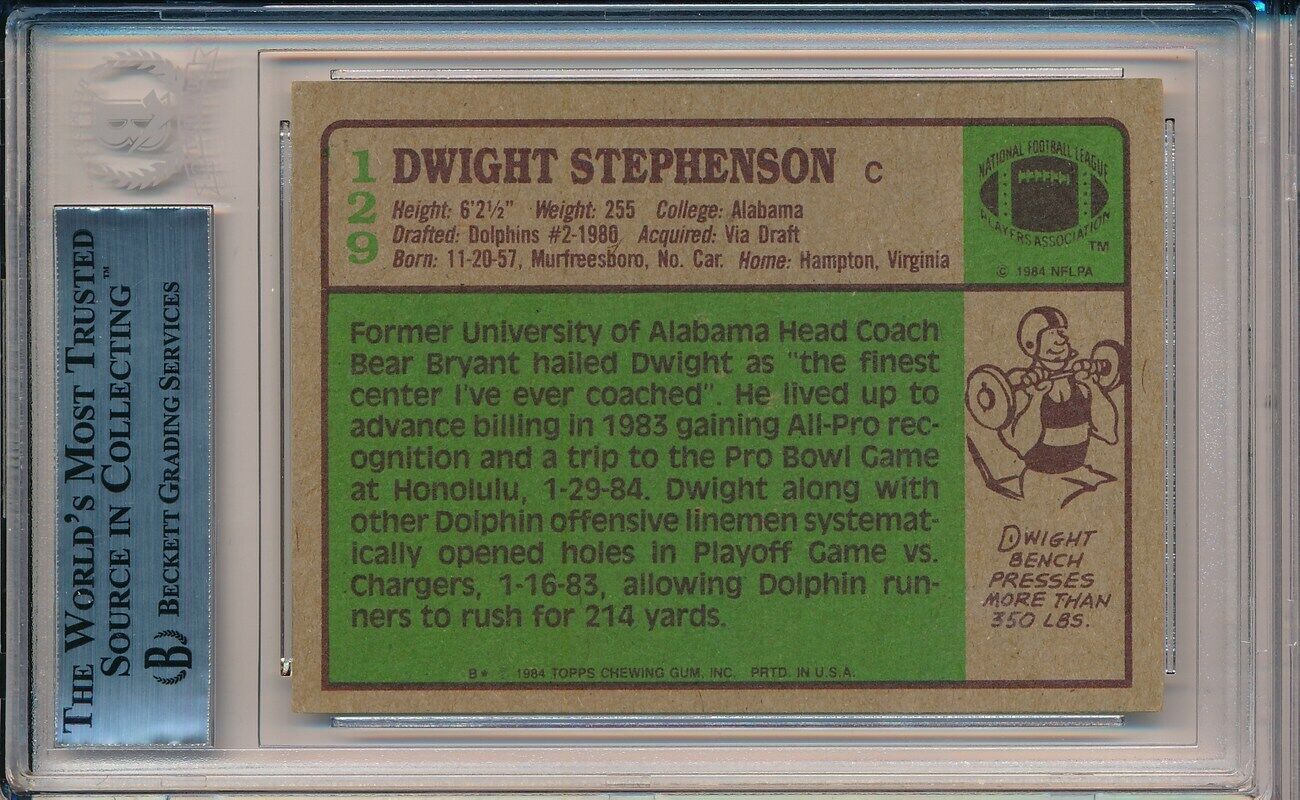 THE WORLD'S MOST TRUSTED
SOURCE IN COLLECTING™
B BECKETT GRADING SERVICES
129
DWIGHT STEPHENSON C
Height: 6'2½" Weight: 255 College: Alabama
Drafted: Dolphins #2-1980 Acquired: Via Draft
Born: 11-20-57, Murfreesboro, No. Car. Home: Hampton, Virginia
NATIONAL FOOTBALL LEAGUE
PLAYERS ASSOCIATION
TM
© 1984 NFLPA
Former University of Alabama Head Coach
Bear Bryant hailed Dwight as "the finest
center I've ever coached". He lived up to
advance billing in 1983 gaining All-Pro rec-
ognition and a trip to the Pro Bowl Game
at Honolulu, 1-29-84. Dwight along with
other Dolphin offensive linemen systemat-
ically opened holes in Playoff Game vs.
Chargers, 1-16-83, allowing Dolphin run-
ners to rush for 214 yards.
DWIGHT
BENCH
PRESSES
MORE THAN
350 LBS.
B* © 1984 TOPPS CHEWING GUM, INC. PRTD. IN U.S.A.